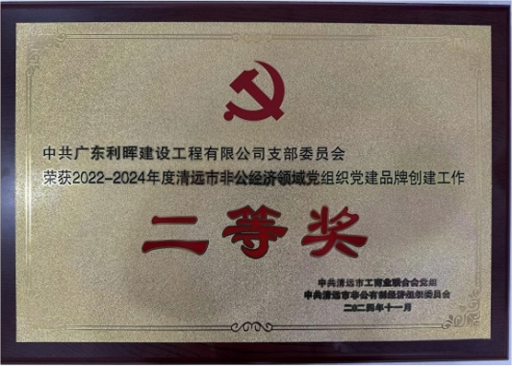 中共广东利晖建设工程有限公司支部委员会
荣获2022-2024年度清远市非公经济领域党组织党建品牌创建工作
二等奖
中共清远市工商业联合会党组
中共清远市非公有制经济组织委员会
二〇二四年十一月